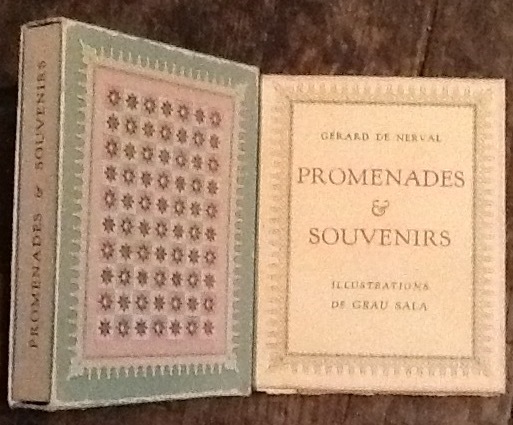 PROMENADES & SOUVENIRS
GÉRARD DE NERVAL
PROMENADES
&
SOUVENIRS
ILLUSTRATIONS
DE GRAU SALA